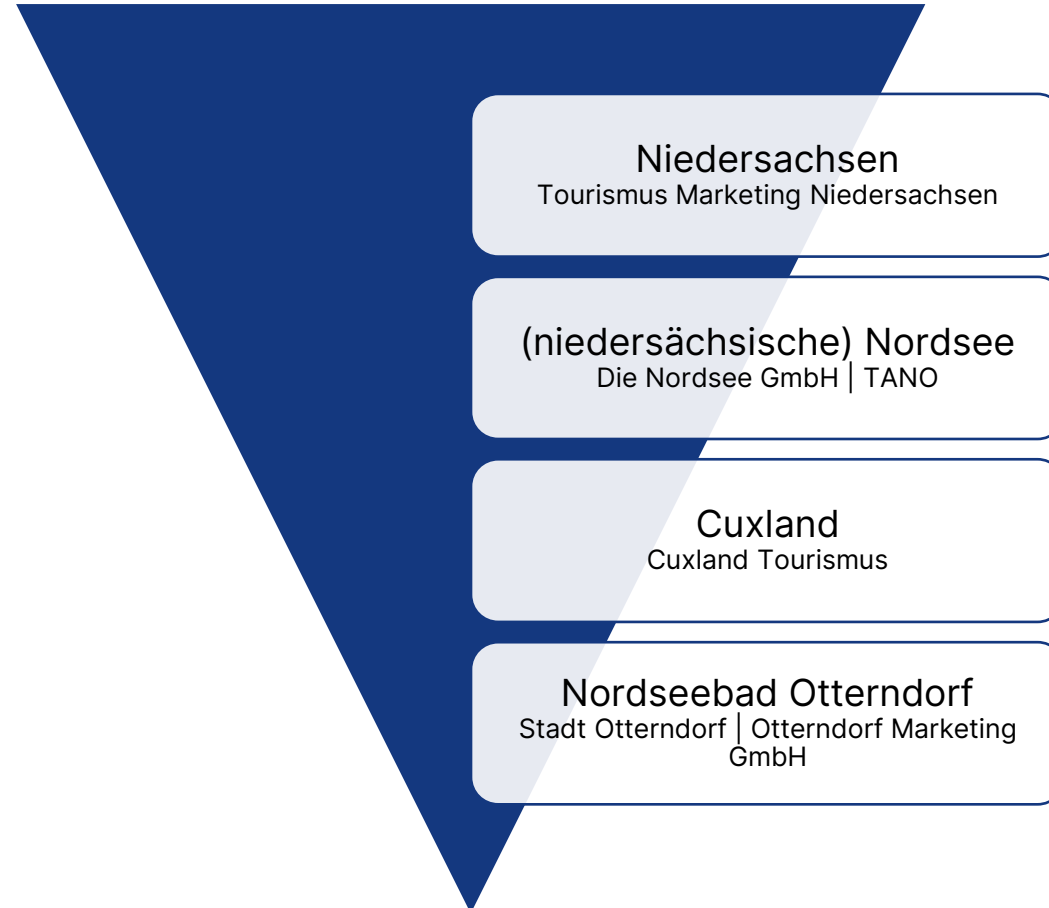 Niedersachsen
Tourismus Marketing Niedersachsen
(niedersächsische) Nordsee
Die Nordsee GmbH | TANO
Cuxland
Cuxland Tourismus
Nordseebad Otterndorf
Stadt Otterndorf | Otterndorf Marketing
GmbH